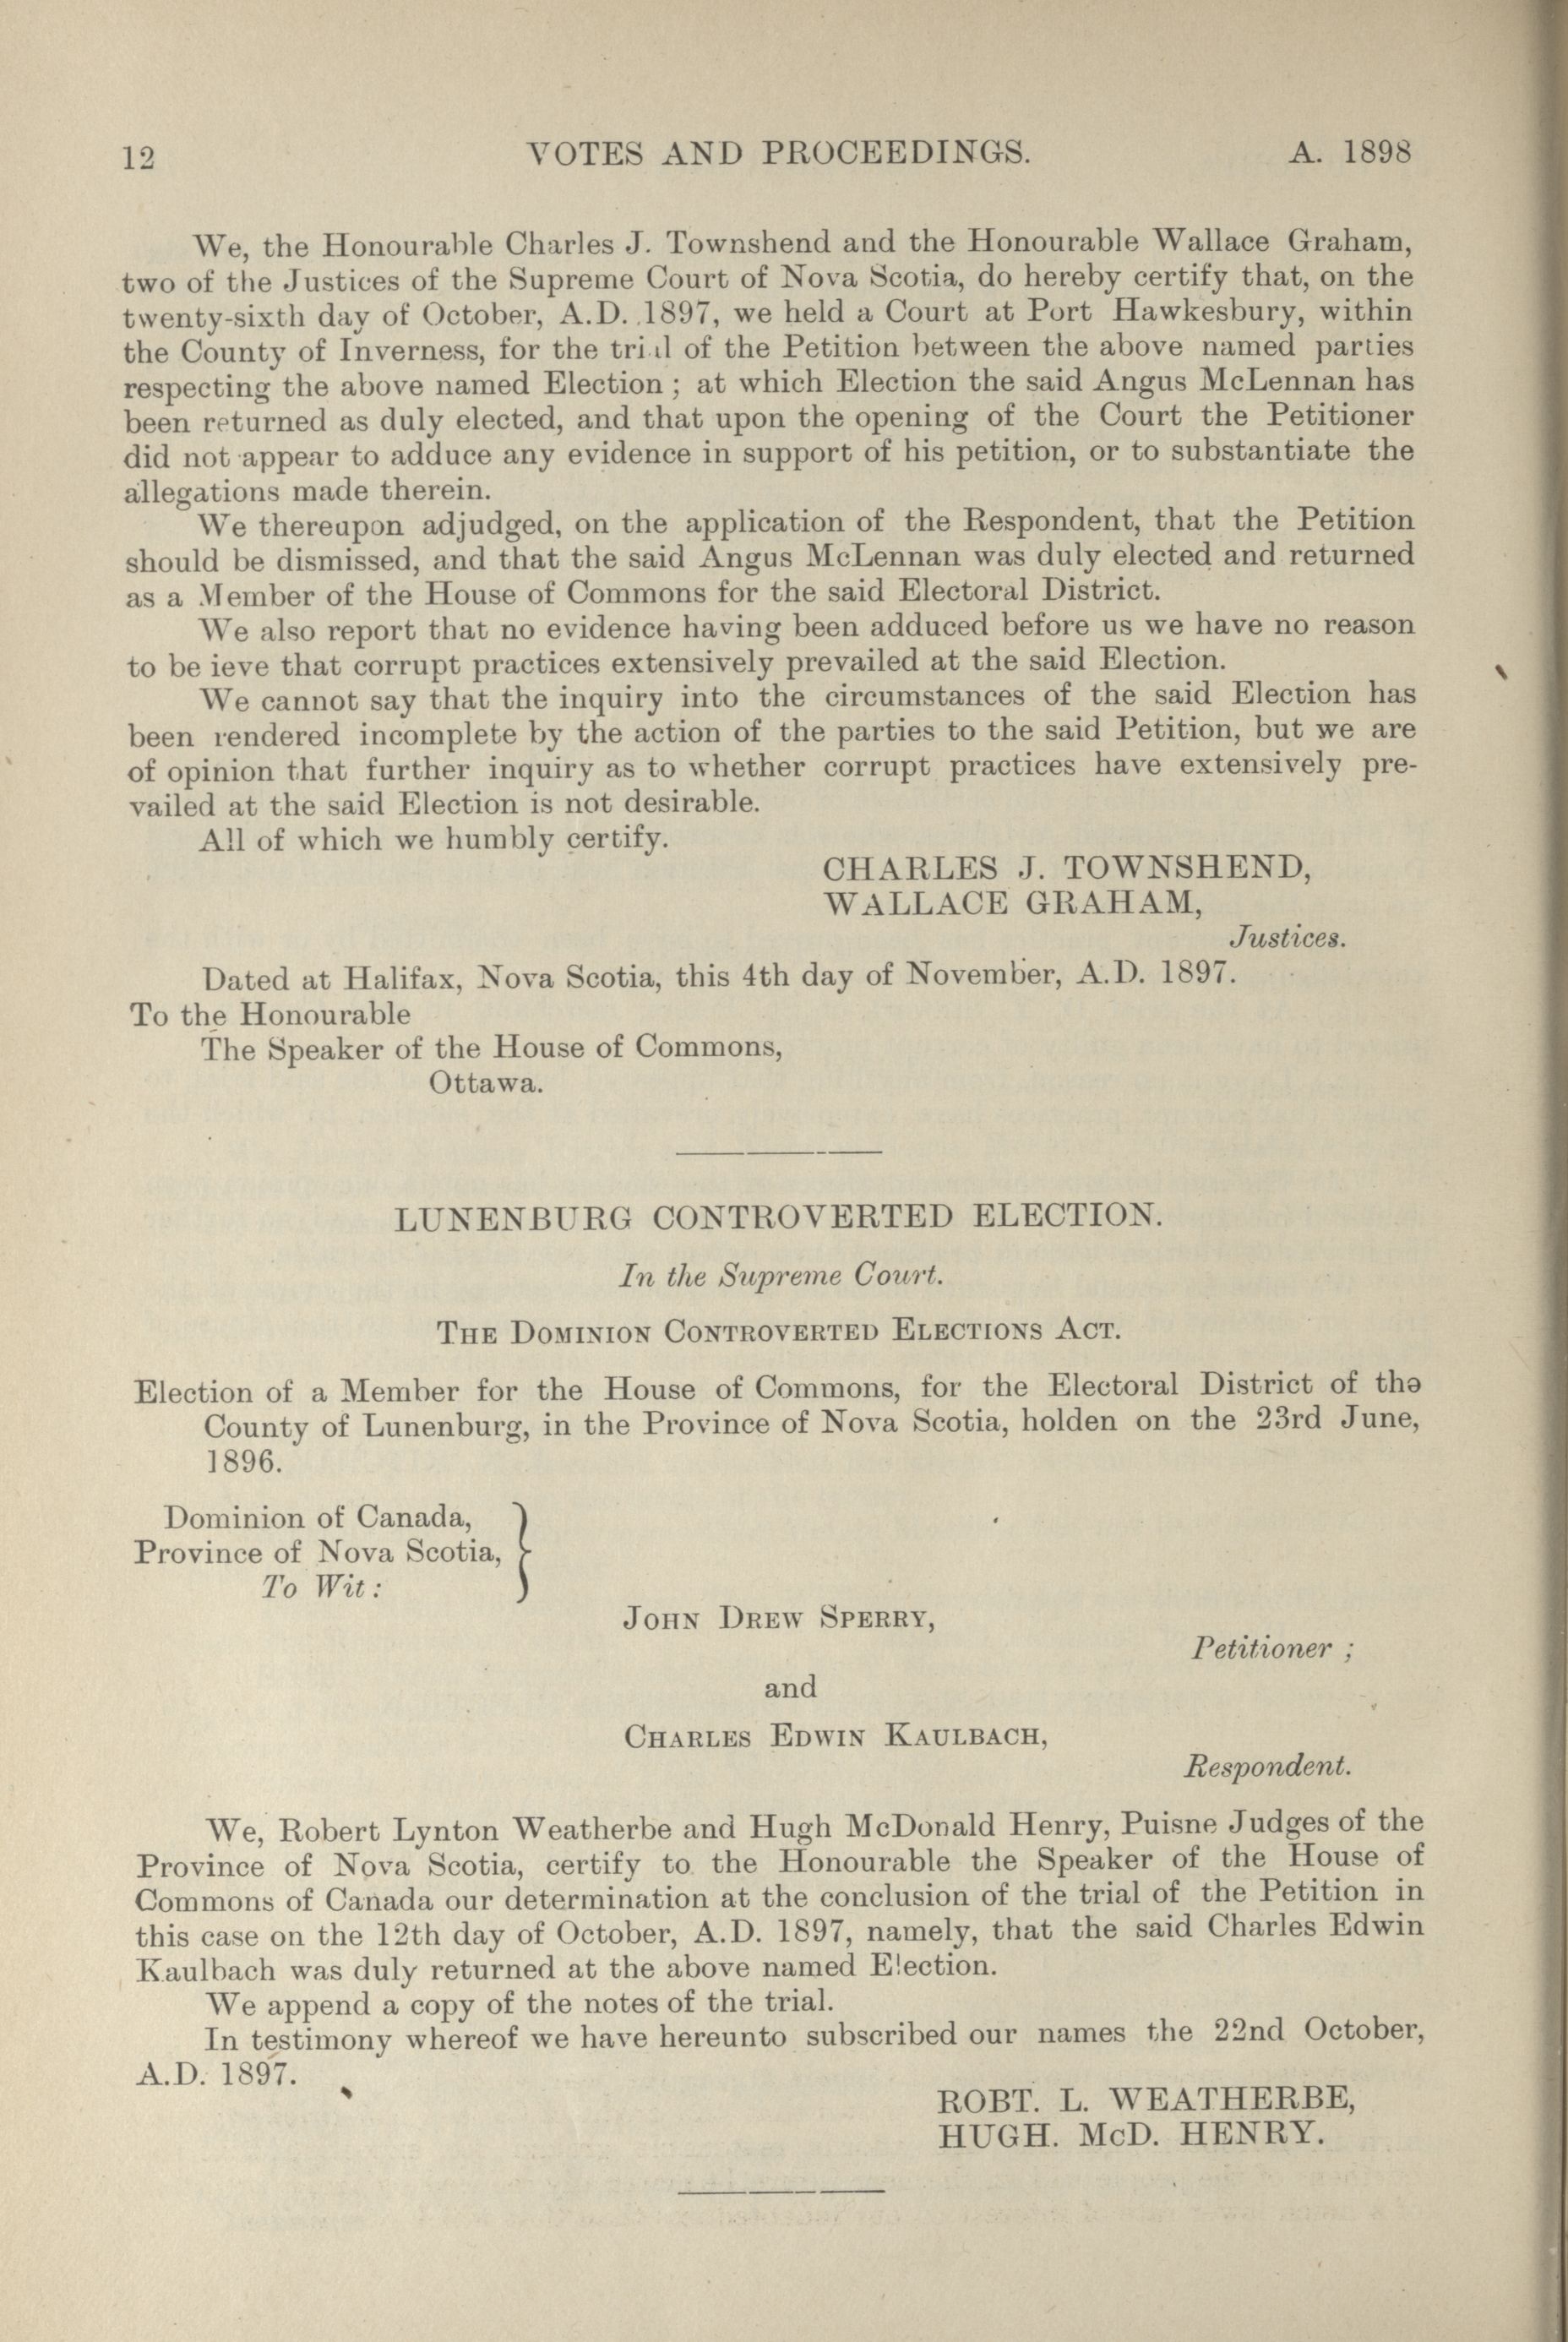 12 VOTES AND PROCEEDINGS. A. 1898
We, the Honourable Charles J. Townshend and the Honourable Wallace Graham,
two of the Justices of the Supreme Court of Nova Scotia, do hereby certify that, on the
twenty-sixth day of October, A.D. 1897, we held a Court at Port Hawkesbury, within
the County of Inverness, for the trial of the Petition between the above named parties
respecting the above named Election ; at which Election the said Angus McLennan has
been returned as duly elected, and that upon the opening of the Court the Petitioner
did not appear to adduce any evidence in support of his petition, or to substantiate the
allegations made therein.
We thereupon adjudged, on the application of the Respondent, that the Petition
should be dismissed, and that the said Angus McLennan was duly elected and returned
as a Member of the House of Commons for the said Electoral District.
We also report that no evidence having been adduced before us we have no reason
to be ieve that corrupt practices extensively prevailed at the said Election.
We cannot say that the inquiry into the circumstances of the said Election has
been rendered incomplete by the action of the parties to the said Petition, but we are
of opinion that further inquiry as to whether corrupt practices have extensively pre-
vailed at the said Election is not desirable.
All of which we humbly certify.
CHARLES J. TOWNSHEND,
WALLACE GRAHAM,
Justices.
Dated at Halifax, Nova Scotia, this 4th day of November, A.D. 1897.
To the Honourable
The Speaker of the House of Commons,
Ottawa.
LUNENBURG CONTROVERTED ELECTION.
In the Supreme Court.
THE DOMINION CONTROVERTED ELECTIONS ACT.
Election of a Member for the House of Commons, for the Electoral District of the
County of Lunenburg, in the Province of Nova Scotia, holden on the 23rd June,
1896.
Dominion of Canada,
Province of Nova Scotia,
To Wit :
JOHN DREW SPERRY,
Petitioner ;
and
CHARLES EDWIN KAULBACH,
Respondent.
We, Robert Lynton Weatherbe and Hugh McDonald Henry, Puisne Judges of the
Province of Nova Scotia, certify to the Honourable the Speaker of the House of
Commons of Canada our determination at the conclusion of the trial of the Petition in
this case on the 12th day of October, A.D. 1897, namely, that the said Charles Edwin
Kaulbach was duly returned at the above named Election.
We append a copy of the notes of the trial.
In testimony whereof we have hereunto subscribed our names the 22nd October,
A.D. 1897.
ROBT. L. WEATHERBE,
HUGH. McD. HENRY.